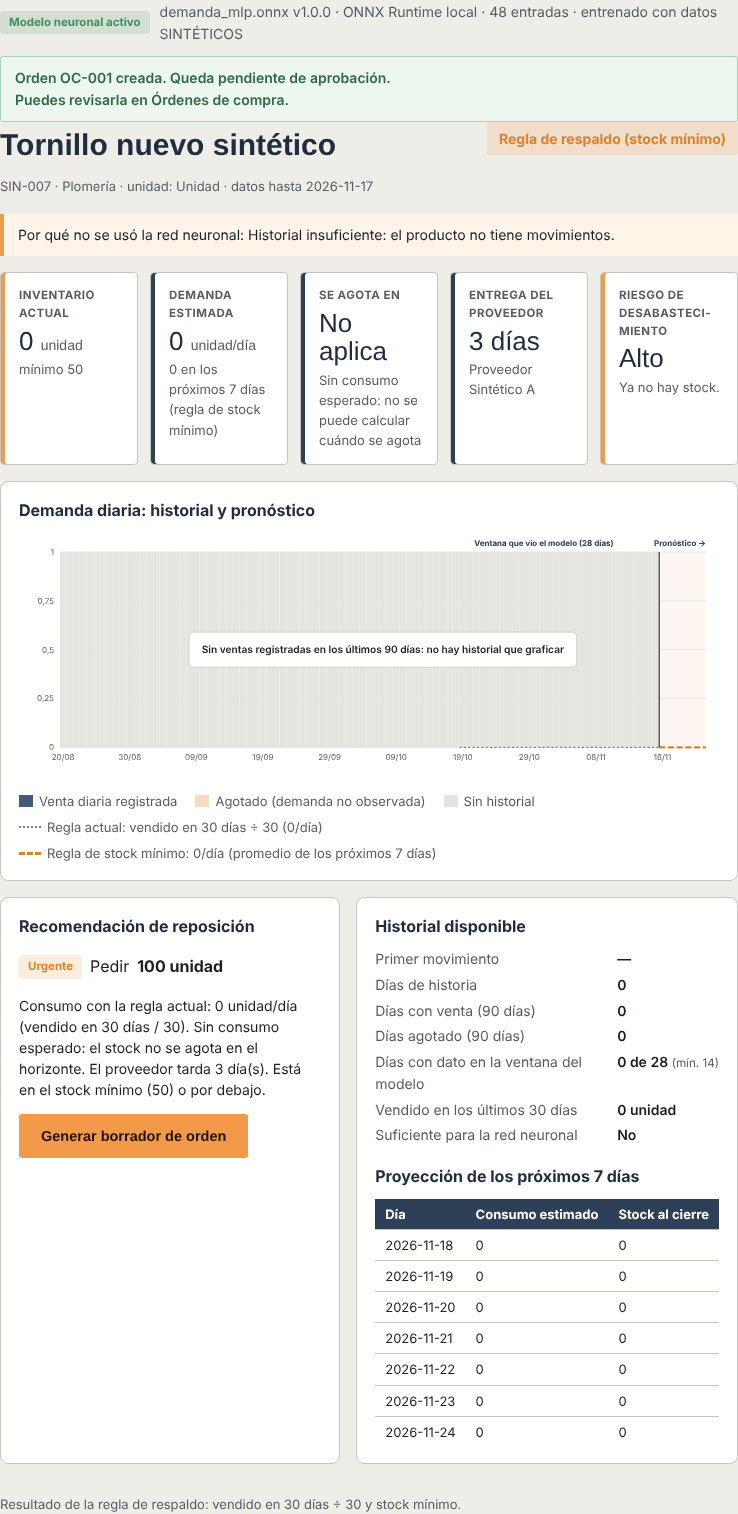 Modelo neuronal activo
demanda_mlp.onnx v1.0.0 · ONNX Runtime local · 48 entradas · entrenado con datos
SINTÉTICOS
Orden OC-001 creada. Queda pendiente de aprobación.
Puedes revisarla en Órdenes de compra.
Tornillo nuevo sintético
Regla de respaldo (stock mínimo)
SIN-007 · Plomería · unidad: Unidad · datos hasta 2026-11-17
Por qué no se usó la red neuronal: Historial insuficiente: el producto no tiene movimientos.
INVENTARIO
ACTUAL
0 unidad
mínimo 50
DEMANDA
ESTIMADA
0 unidad/día
0 en los
próximos 7 días
(regla de stock
mínimo)
SE AGOTA EN
No
aplica
Sin consumo
esperado: no se
puede calcular
cuándo se agota
ENTREGA DEL
PROVEEDOR
3 días
Proveedor
Sintético A
RIESGO DE
DESABASTECI-
MIENTO
Alto
Ya no hay stock.
Demanda diaria: historial y pronóstico
Ventana que vio el modelo (28 días)
Pronóstico →
1
0,75
0,5
0,25
0
Sin ventas registradas en los últimos 90 días: no hay historial que graficar
20/08
30/08
09/09
19/09
29/09
09/10
19/10
29/10
08/11
18/11
Venta diaria registrada
Agotado (demanda no observada)
Sin historial
Regla actual: vendido en 30 días ÷ 30 (0/día)
Regla de stock mínimo: 0/día (promedio de los próximos 7 días)
Recomendación de reposición
Urgente
Pedir 100 unidad
Consumo con la regla actual: 0 unidad/día
(vendido en 30 días / 30). Sin consumo
esperado: el stock no se agota en el
horizonte. El proveedor tarda 3 día(s). Está
en el stock mínimo (50) o por debajo.
Generar borrador de orden
Historial disponible
Primer movimiento —
Días de historia 0
Días con venta (90 días) 0
Días agotado (90 días) 0
Días con dato en la ventana del 0 de 28 (mín. 14)
modelo
Vendido en los últimos 30 días 0 unidad
Suficiente para la red neuronal No
Proyección de los próximos 7 días
Día Consumo estimado Stock al cierre
2026-11-18 0 0
2026-11-19 0 0
2026-11-20 0 0
2026-11-21 0 0
2026-11-22 0 0
2026-11-23 0 0
2026-11-24 0 0
Resultado de la regla de respaldo: vendido en 30 días ÷ 30 y stock mínimo.